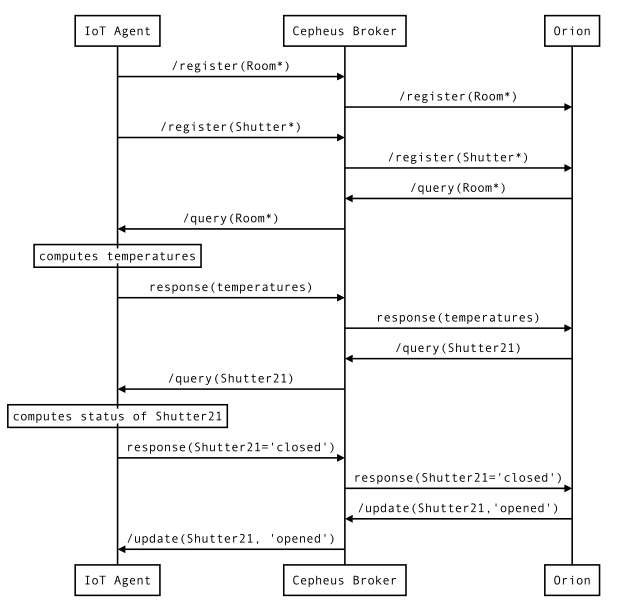 IoT Agent
Cepheus Broker
Orion
/register(Room*)
/register(Room*)
/register(Shutter*)
/register(Shutter*)
/query(Room*)
/query(Room*)
computes temperatures
response(temperatures)
response(temperatures)
/query(Shutter21)
/query(Shutter21)
computes status of Shutter21
response(Shutter21='closed')
response(Shutter21='closed')
/update(Shutter21,'opened')
/update(Shutter21, 'opened')
IoT Agent
Cepheus Broker
Orion